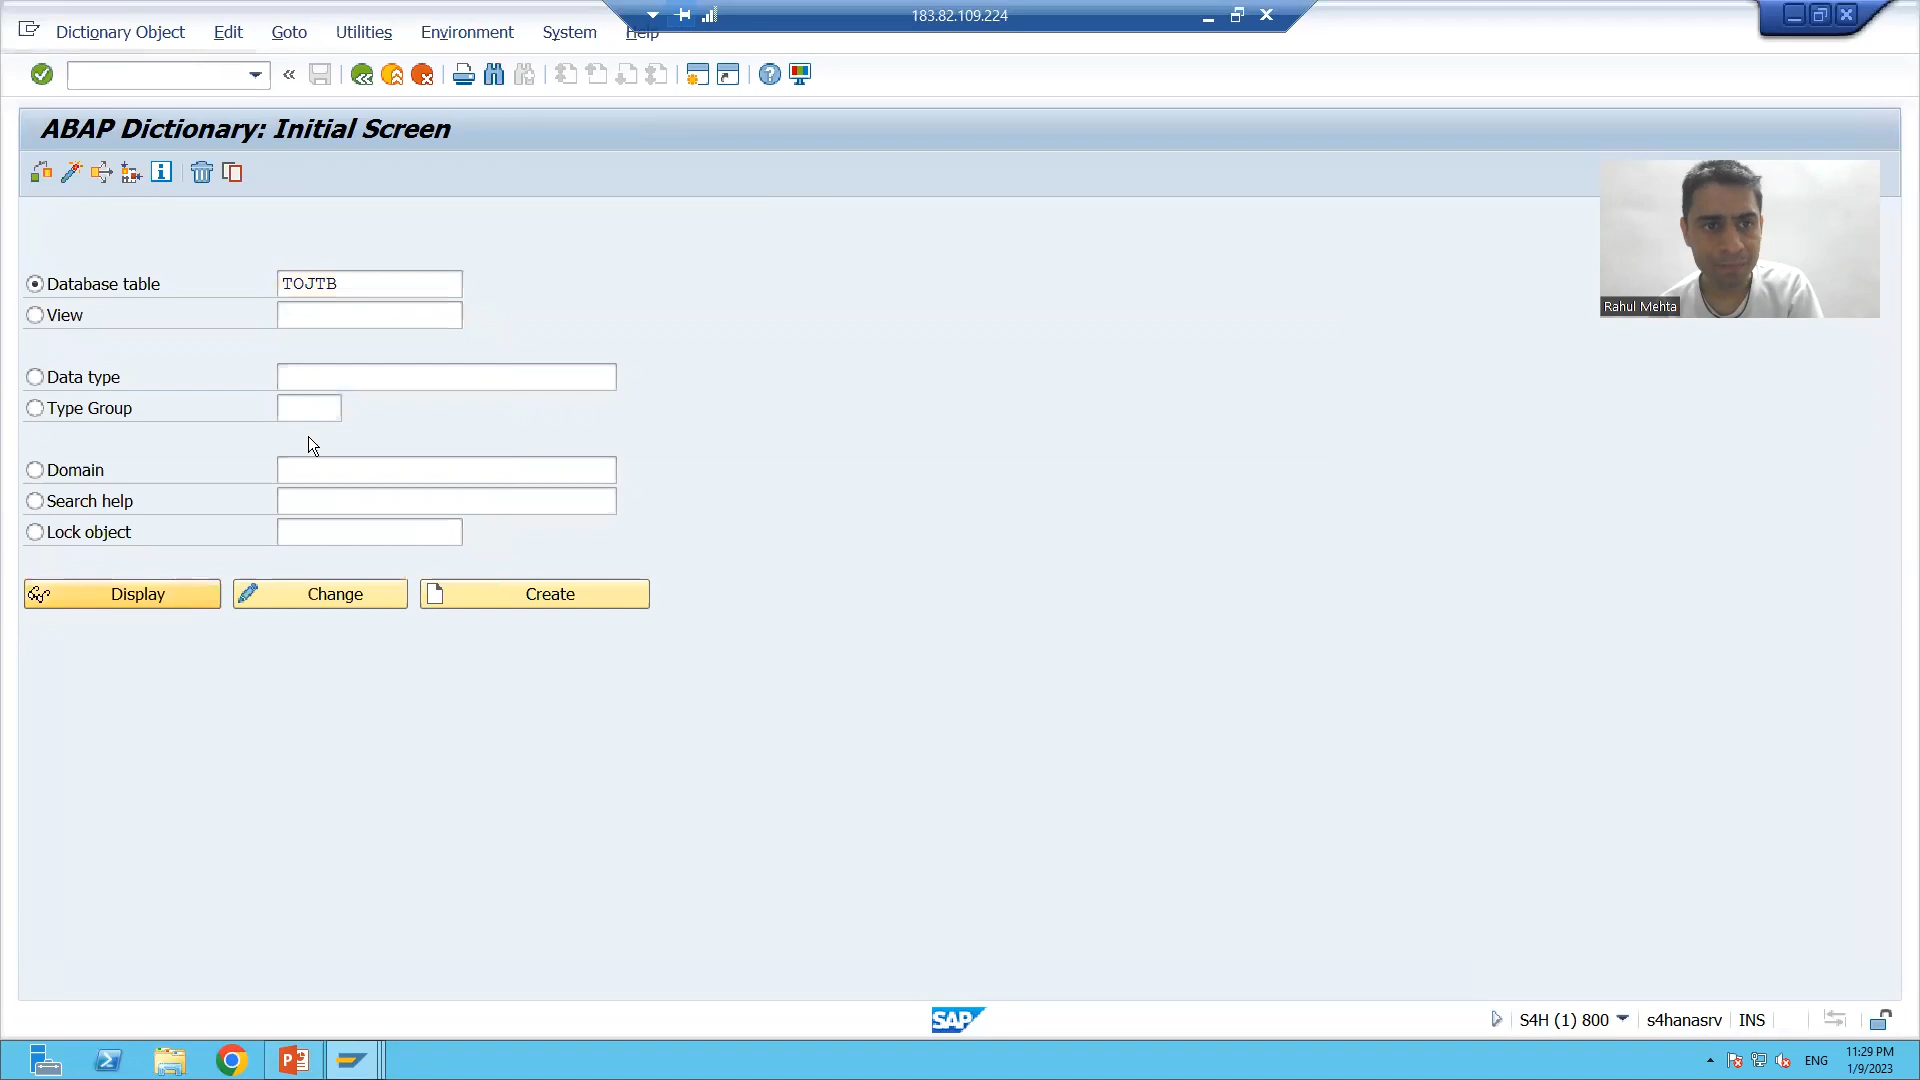 183.82.109.224
Dictionary Object Edit Goto Utilities Environment System Help
ABAP Dictionary: Initial Screen
Rahul Mehta
Database table TOJTB
View
Data type
Type Group
Domain
Search help
Lock object
Display Change Create
SAP
S4H (1) 800 s4hanasrv INS
ENG
11:29 PM
1/9/2023